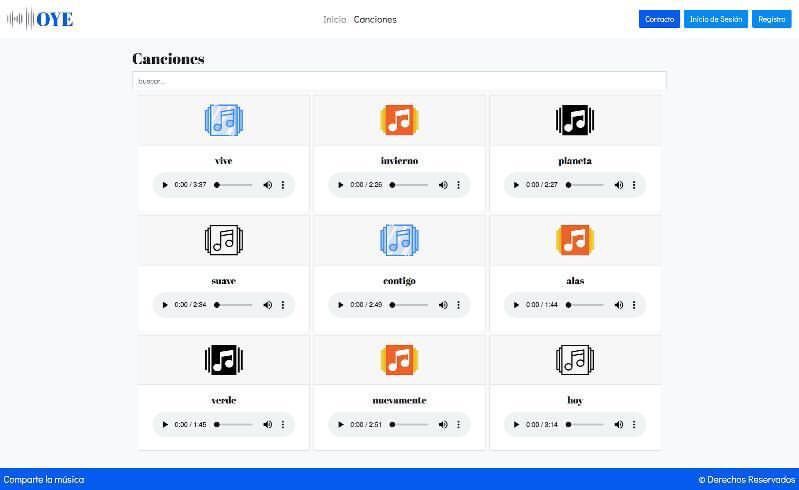 OYE
Inicio Canciones
Contacto Inicio de Sesión Registro
Canciones
buscar...
vive invierno planeta
0:00 / 3:37 0:00 / 2:26 0:00 / 2:27
suave contigo alas
0:00 / 2:34 0:00 / 2:49 0:00 / 1:44
verde nuevamente hoy
0:00 / 1:45 0:00 / 2:51 0:00 / 3:14
Comparte la música © Derechos Reservados